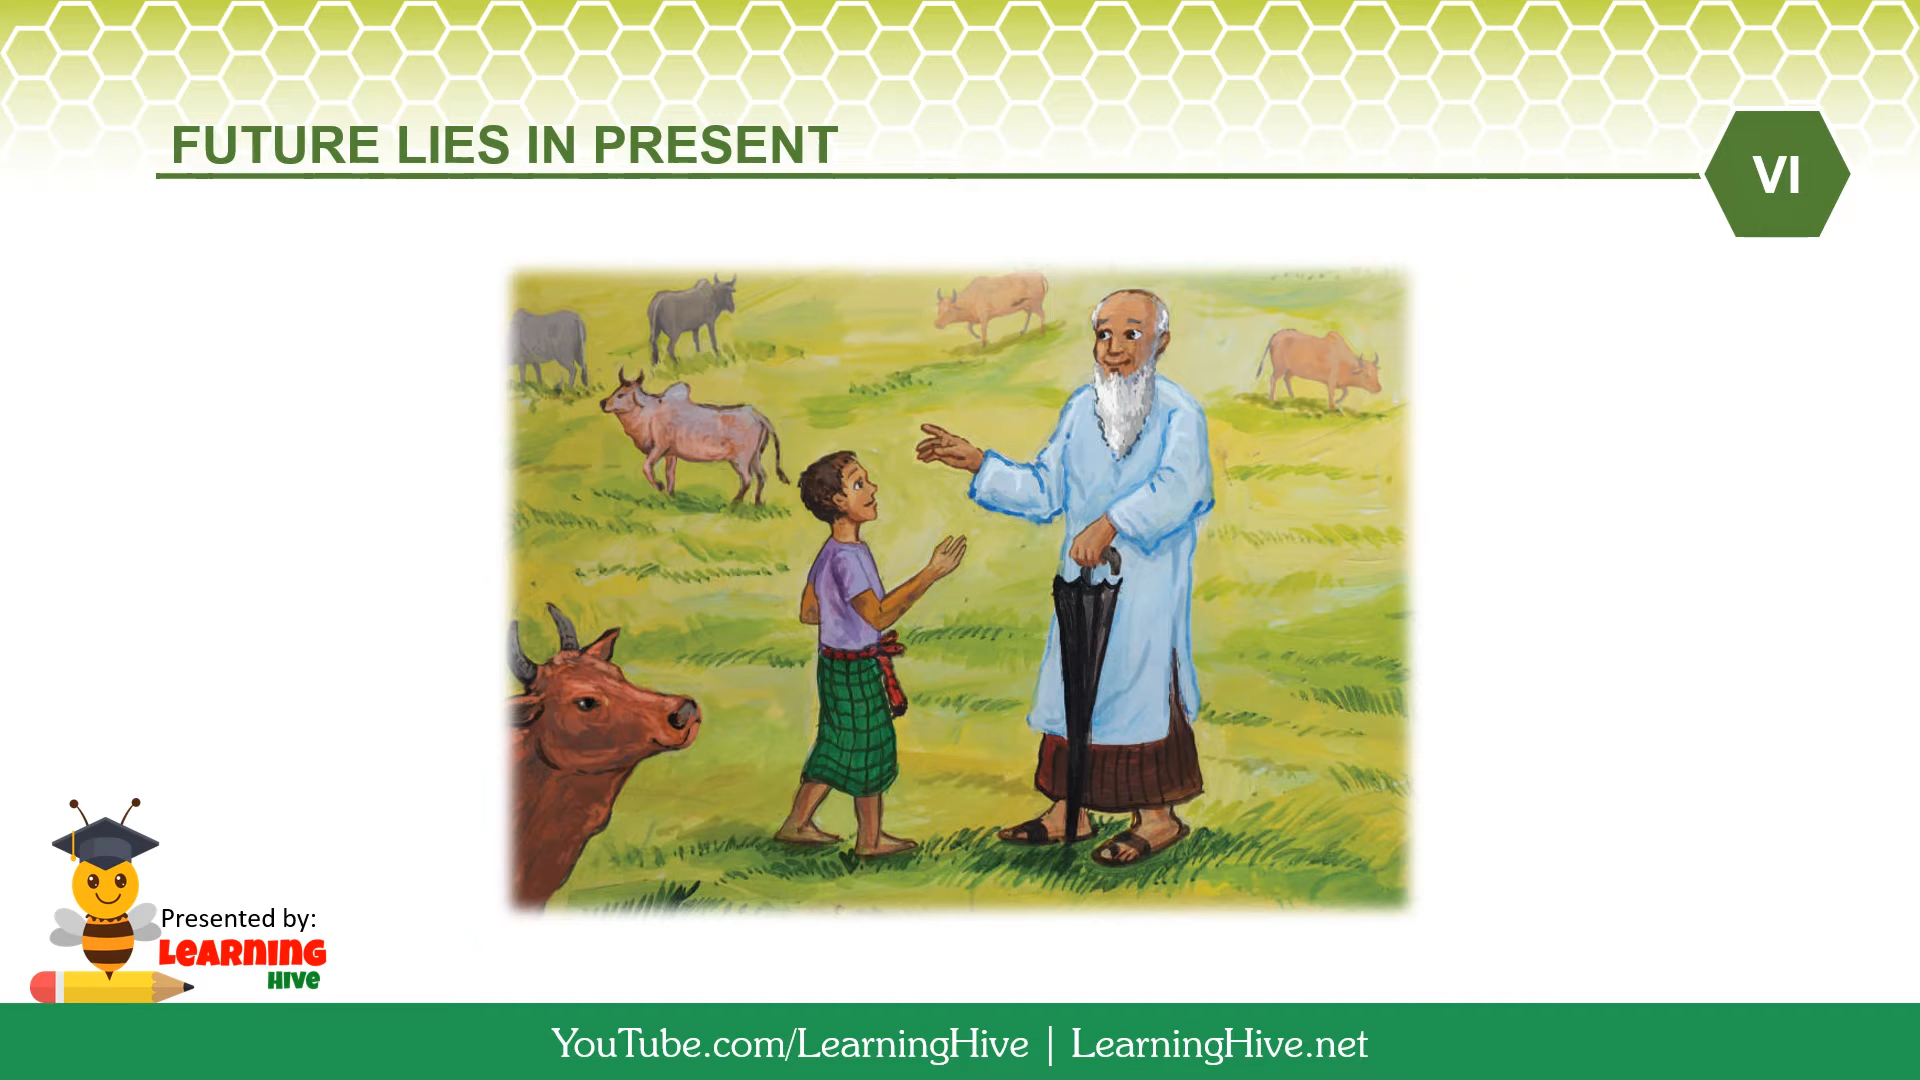 FUTURE LIES IN PRESENT
VI
Presented by:
LEARNING
HIVE
YouTube.com/LearningHive | LearningHive.net